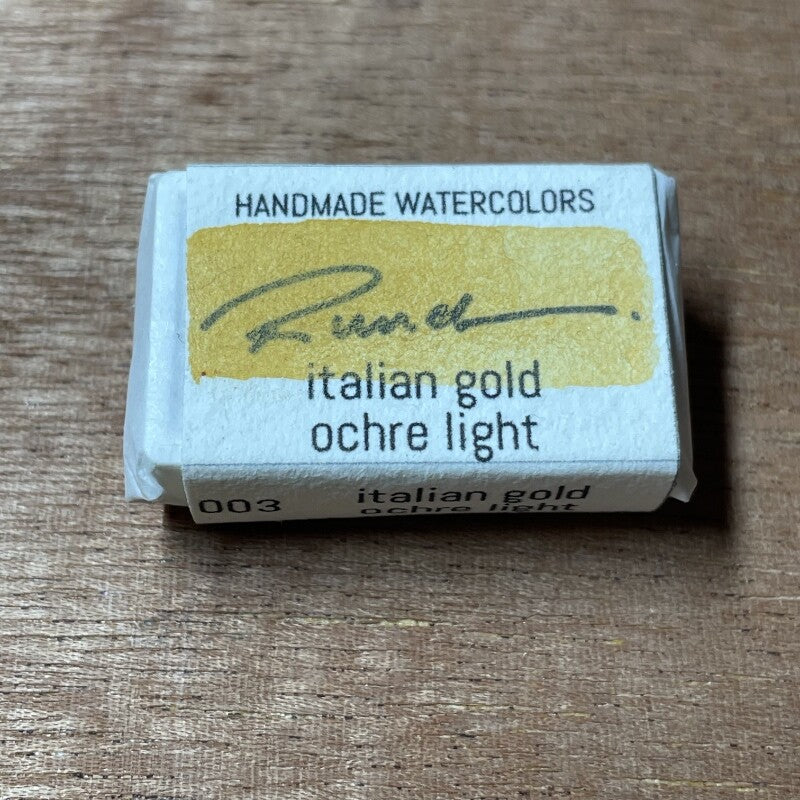 HANDMADE WATERCOLORS
italian gold
ochre light
003 italian gold
ochre light